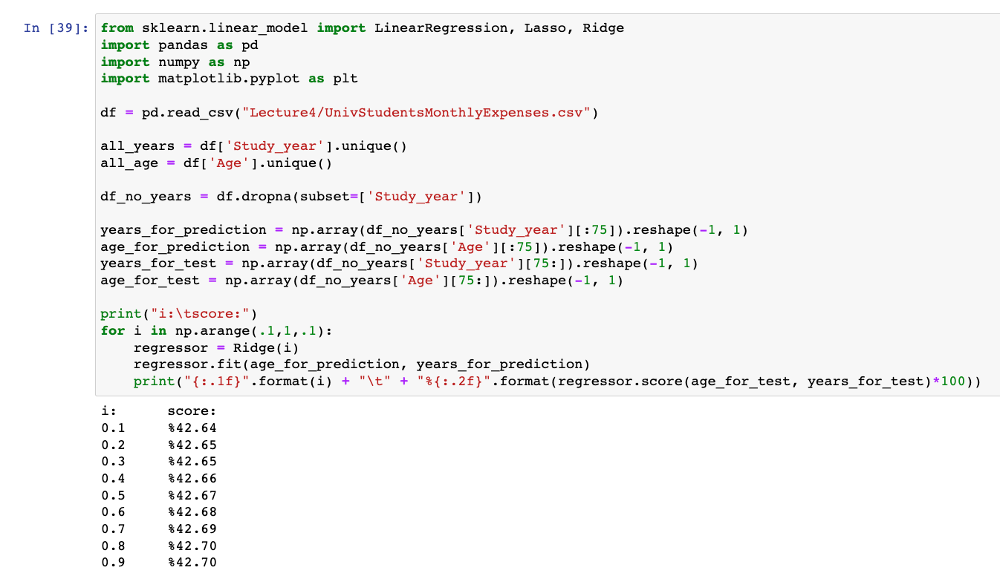 In [39]: from sklearn.linear_model import LinearRegression, Lasso, Ridge
import pandas as pd
import numpy as np
import matplotlib.pyplot as plt
df = pd.read_csv("Lecture4/UnivStudentsMonthlyExpenses.csv")
all_years = df['Study_year'].unique()
all_age = df['Age'].unique()
df_no_years = df.dropna(subset=['Study_year'])
years_for_prediction = np.array(df_no_years['Study_year'][:75]).reshape(-1, 1)
age_for_prediction = np.array(df_no_years['Age'][:75]).reshape(-1, 1)
years_for_test = np.array(df_no_years['Study_year'][75:]).reshape(-1, 1)
age_for_test = np.array(df_no_years['Age'][75:]).reshape(-1, 1)
print("i:\tscore:")
for i in np.arange(.1,1,.1):
    regressor = Ridge(i)
    regressor.fit(age_for_prediction, years_for_prediction)
    print("{:.1f}".format(i) + "\t" + "%{:.2f}".format(regressor.score(age_for_test, years_for_test)*100))
i:	score:
0.1	%42.64
0.2	%42.65
0.3	%42.65
0.4	%42.66
0.5	%42.67
0.6	%42.68
0.7	%42.69
0.8	%42.70
0.9	%42.70